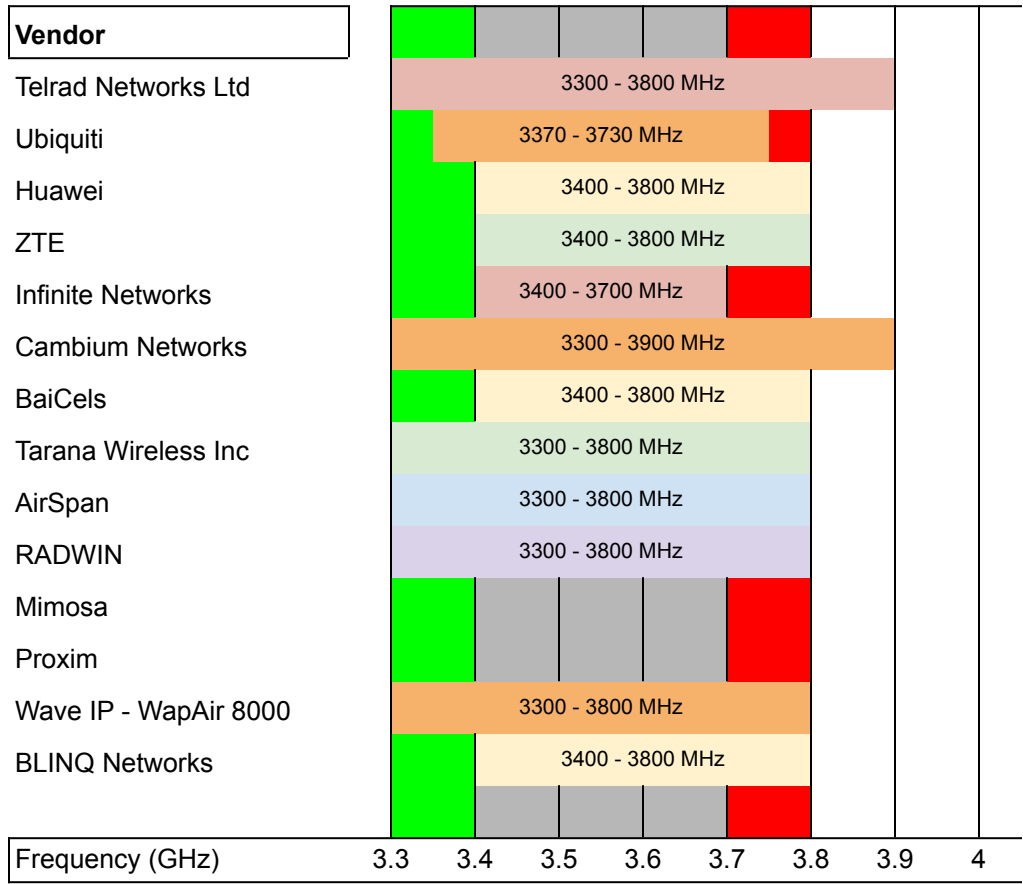 Vendor
Telrad Networks Ltd 3300 - 3800 MHz
Ubiquiti 3370 - 3730 MHz
Huawei 3400 - 3800 MHz
ZTE 3400 - 3800 MHz
Infinite Networks 3400 - 3700 MHz
Cambium Networks 3300 - 3900 MHz
BaiCels 3400 - 3800 MHz
Tarana Wireless Inc 3300 - 3800 MHz
AirSpan 3300 - 3800 MHz
RADWIN 3300 - 3800 MHz
Mimosa
Proxim
Wave IP - WapAir 8000 3300 - 3800 MHz
BLINQ Networks 3400 - 3800 MHz
Frequency (GHz) 3.3 3.4 3.5 3.6 3.7 3.8 3.9 4